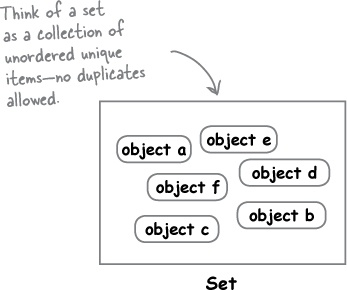 Think of a set
as a collection of
unordered unique
items—no duplicates
allowed.
object a
object e
object f
object d
object c
object b
Set